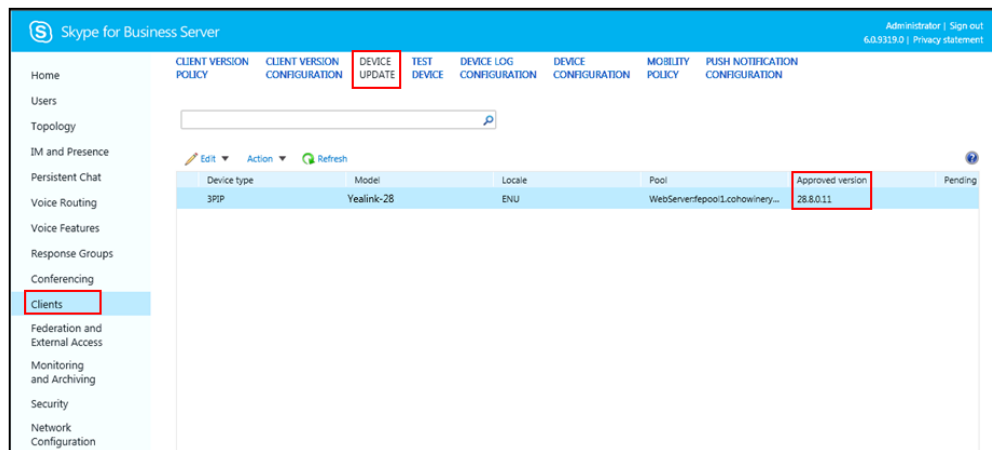 Skype for Business Server
Administrator | Sign out
6.0.9319.0 | Privacy statement
Home
Users
Topology
IM and Presence
Persistent Chat
Voice Routing
Voice Features
Response Groups
Conferencing
Clients
Federation and
External Access
Monitoring
and Archiving
Security
Network
Configuration
CLIENT VERSION
POLICY
CLIENT VERSION
CONFIGURATION
DEVICE
UPDATE
TEST
DEVICE
DEVICE LOG
CONFIGURATION
DEVICE
CONFIGURATION
MOBILITY
POLICY
PUSH NOTIFICATION
CONFIGURATION
Edit Action Refresh
Device type Model Locale Pool Approved version Pending
3PIP Yealink-28 ENU WebServer:fepool1.cohowinery... 28.8.0.11